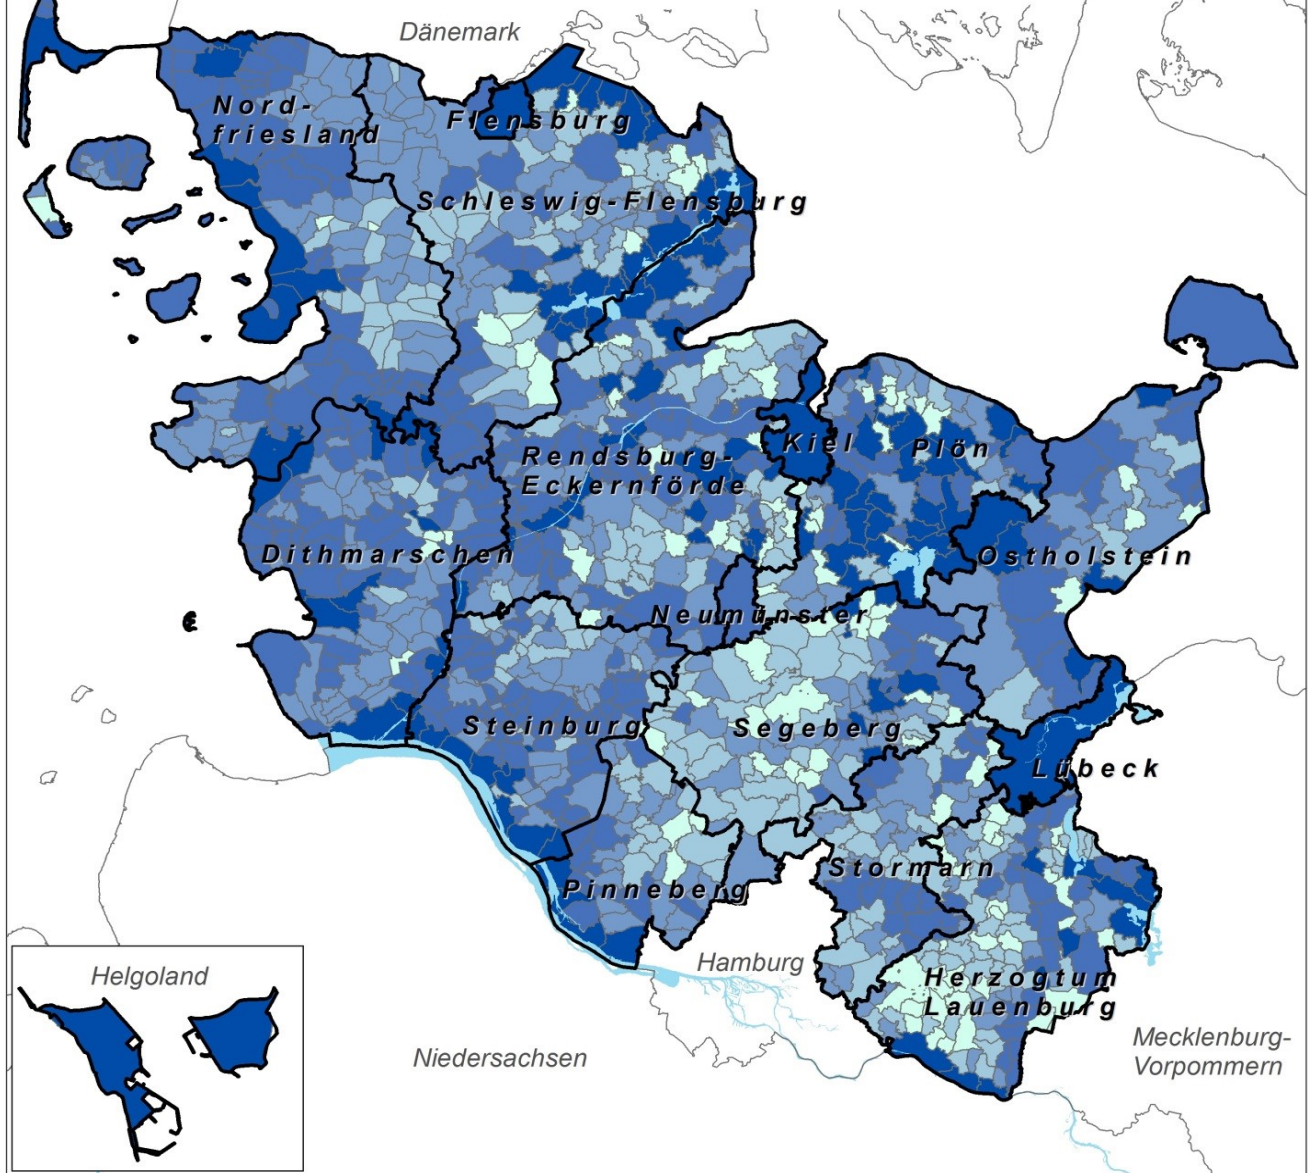 Dänemark
Nord-
friesland
Flensburg
Schleswig-Flensburg
Kiel
Plön
Rendsburg-
Eckernförde
Ostholstein
Dithmarschen
Neumünster
Steinburg
Segeberg
Lübeck
Stormarn
Pinneberg
Hamburg
Helgoland
Herzogtum
Lauenburg
Niedersachsen
Mecklenburg-
Vorpommern